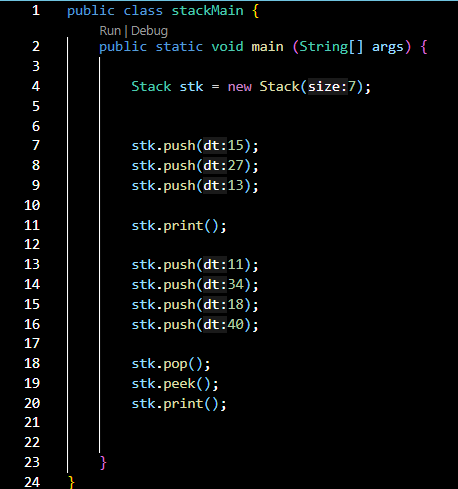 1 public class stackMain {
Run | Debug
2 public static void main (String[] args) {
3
4 Stack stk = new Stack(size:7);
5
6
7 stk.push(dt:15);
8 stk.push(dt:27);
9 stk.push(dt:13);
10
11 stk.print();
12
13 stk.push(dt:11);
14 stk.push(dt:34);
15 stk.push(dt:18);
16 stk.push(dt:40);
17
18 stk.pop();
19 stk.peek();
20 stk.print();
21
22
23 }
24 }